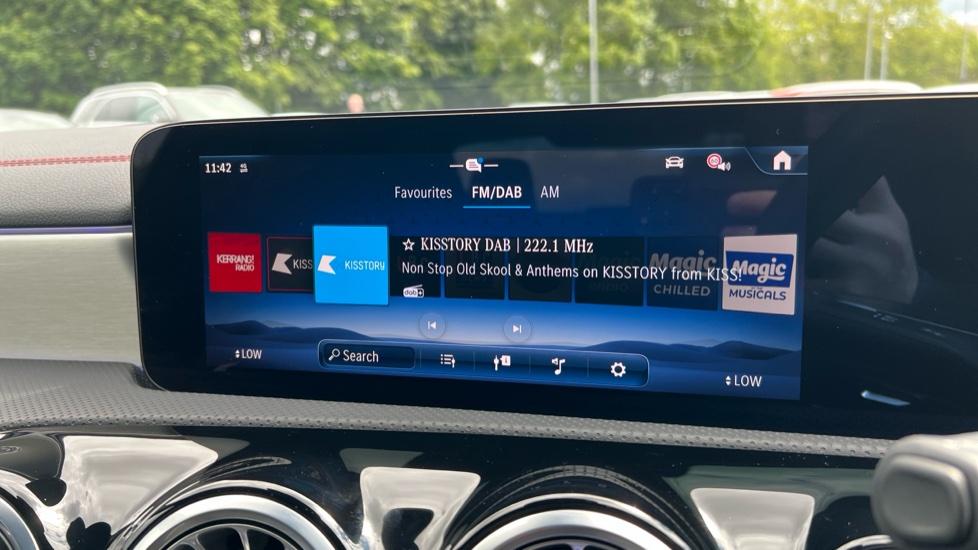 11:42 4G
Favourites FM/DAB AM
KERRANG!
RADIO
KISS
KISSTORY
☆ KISSTORY DAB | 222.1 MHz
Non Stop Old Skool & Anthems on KISSTORY from KISS!
dab
Magic
CHILLED
Magic
MUSICALS
LOW
Search
LOW